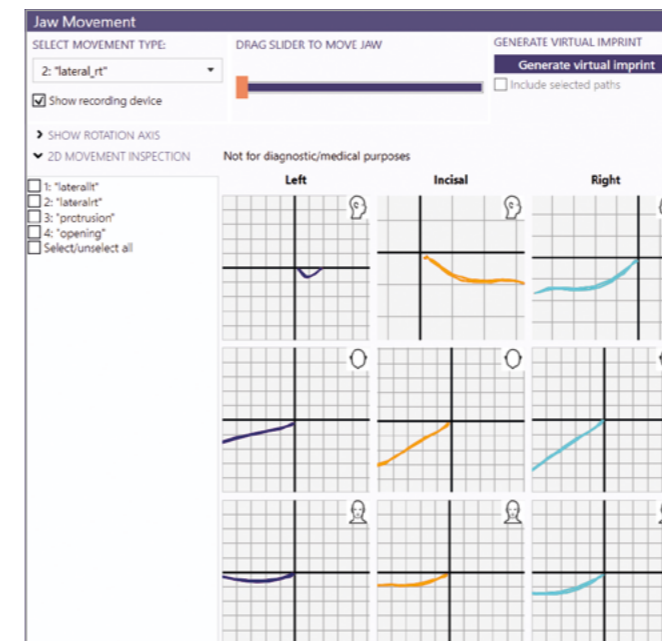 Jaw Movement
SELECT MOVEMENT TYPE:
2: "lateral_rt"
Show recording device
DRAG SLIDER TO MOVE JAW
GENERATE VIRTUAL IMPRINT
Generate virtual imprint
Include selected paths
SHOW ROTATION AXIS
2D MOVEMENT INSPECTION
Not for diagnostic/medical purposes
1: "laterallt"
2: "lateralrt"
3: "protrusion"
4: "opening"
Select/unselect all
Left
Incisal
Right